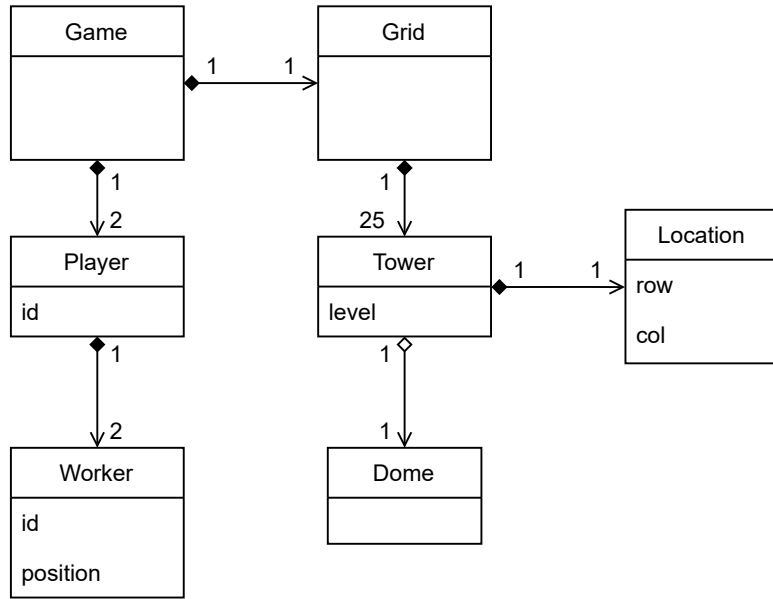 Game
1
1
Grid
1
2
1
25
Player
id
Tower
level
1
1
Location
row
col
1
2
1
1
Worker
id
position
Dome